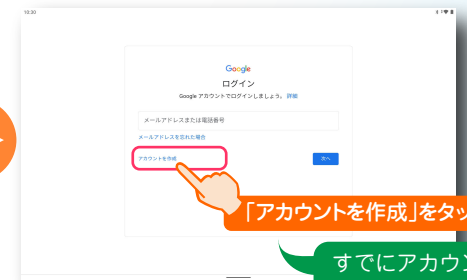 10:30
Google
ログイン
Google アカウントでログインしましょう。 詳細
メールアドレスまたは電話番号
メールアドレスを忘れた場合
アカウントを作成
次へ
「アカウントを作成」をタッ
すでにアカウン